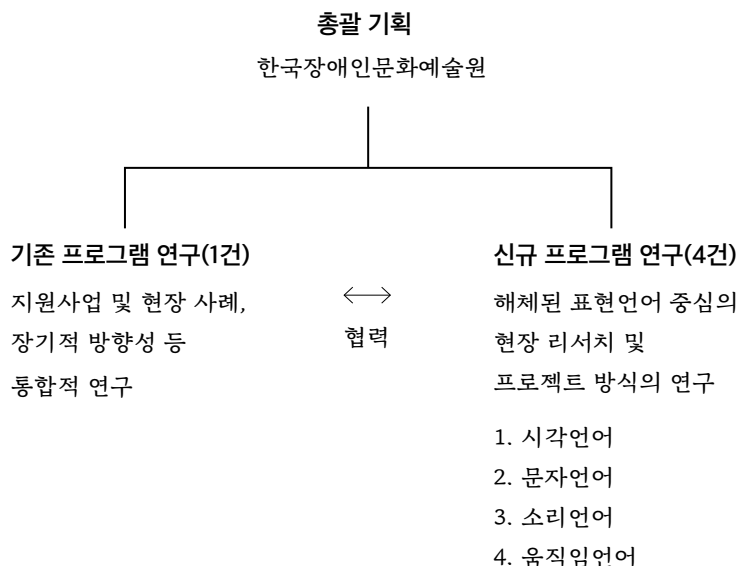 총괄 기획
한국장애인문화예술원
기존 프로그램 연구(1건)
지원사업 및 현장 사례,
장기적 방향성 등
통합적 연구
협력
신규 프로그램 연구(4건)
해체된 표현언어 중심의
현장 리서치 및
프로젝트 방식의 연구
1. 시각언어
2. 문자언어
3. 소리언어
4. 움직임언어